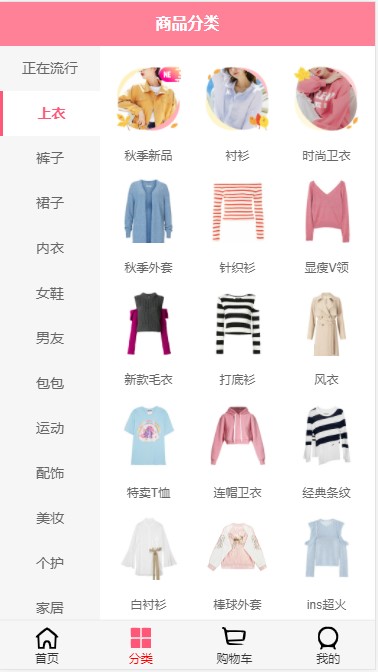 商品分类
正在流行
上衣
裤子
裙子
内衣
女鞋
男友
包包
运动
配饰
美妆
个护
家居
秋季新品 衬衫 时尚卫衣
秋季外套 针织衫 显瘦V领
新款毛衣 打底衫 风衣
特卖T恤 连帽卫衣 经典条纹
白衬衫 棒球外套 ins超火
首页 分类 购物车 我的